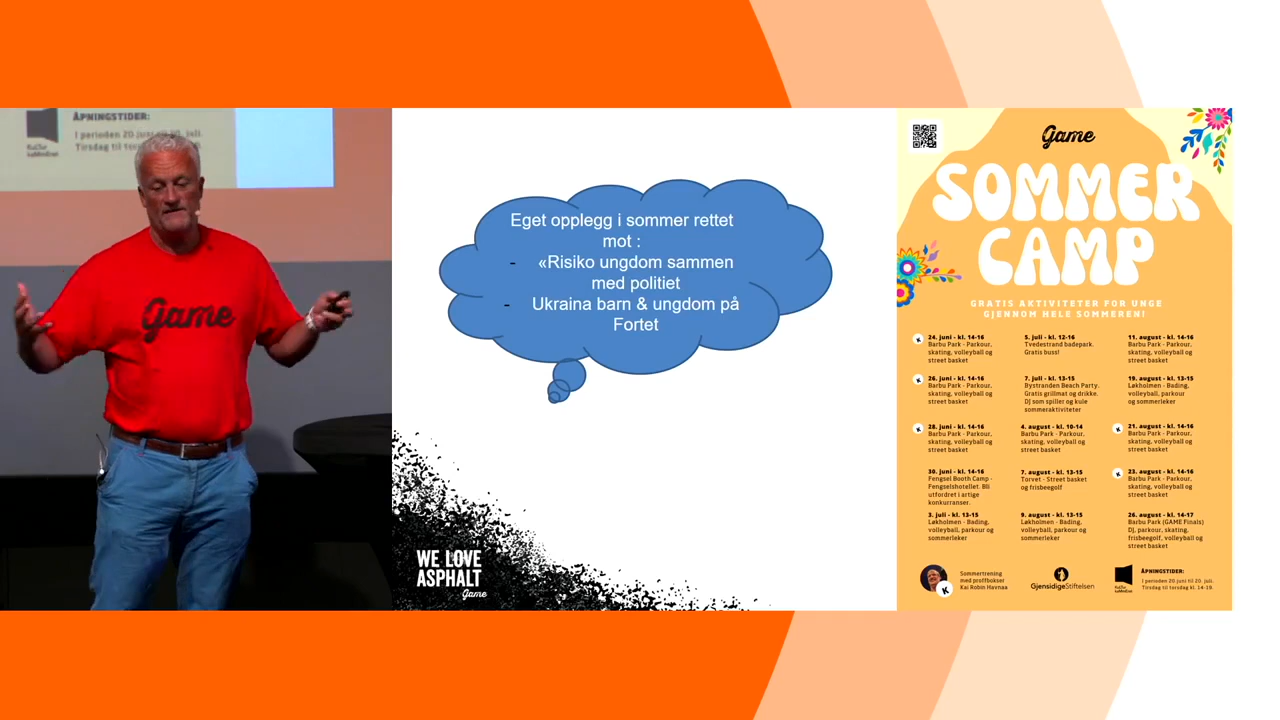 ÅPNINGSTIDER:
I perioden 20 juni til 20. juli.
Tirsdag til torsdag
Game
Eget opplegg i sommer rettet
mot :
- «Risiko ungdom sammen
med politiet
- Ukraina barn & ungdom på
Fortet
WE LOVE
ASPHALT
Game
Game
SOMMER
CAMP
GRATIS AKTIVITETER FOR UNGE
GJENNOM HELE SOMMEREN!
K
24. juni - kl. 14-16
Barbu Park - Parkour,
skating, volleyball og
street basket
K
26. juni - kl. 14-16
Barbu Park - Parkour,
skating, volleyball og
street basket
K
28. juni - kl. 14-16
Barbu Park - Parkour,
skating, volleyball og
street basket
30. juni - kl. 14-16
Fengsel Booth Camp -
Fengselshotellet. Bli
utfordret i artige
konkurranser.
3. juli - kl. 13-15
Løkholmen - Bading,
volleyball, parkour og
sommerleker
5. juli - kl. 12-16
Tvedestrand badepark.
Gratis buss!
7. juli - kl. 13-15
Bystranden Beach Party.
Gratis grillmat og drikke.
DJ som spiller og kule
sommeraktiviteter
4. august - kl. 10-14
Barbu Park - Parkour,
skating, volleyball og
street basket
7. august - kl. 13-15
Torvet - Street basket
og frisbeegolf
9. august - kl. 13-15
Løkholmen - Bading,
volleyball, parkour og
sommerleker
11. august - kl. 14-16
Barbu Park - Parkour,
skating, volleyball og
street basket
19. august - kl. 13-15
Løkholmen - Bading,
volleyball, parkour
og sommerleker
K
21. august - kl. 14-16
Barbu Park - Parkour,
skating, volleyball og
street basket
K
23. august - kl. 14-16
Barbu Park - Parkour,
skating, volleyball og
street basket
26. august - kl. 14-17
Barbu Park (GAME Finals)
DJ, parkour, skating,
frisbeegolf, volleyball og
street basket
K
Sommertrening
med proffbokser
Kai Robin Havnaa
GjensidigeStiftelsen
ÅPNINGSTIDER:
I perioden 20 juni til 20. juli.
Tirsdag til torsdag kl. 14-19.